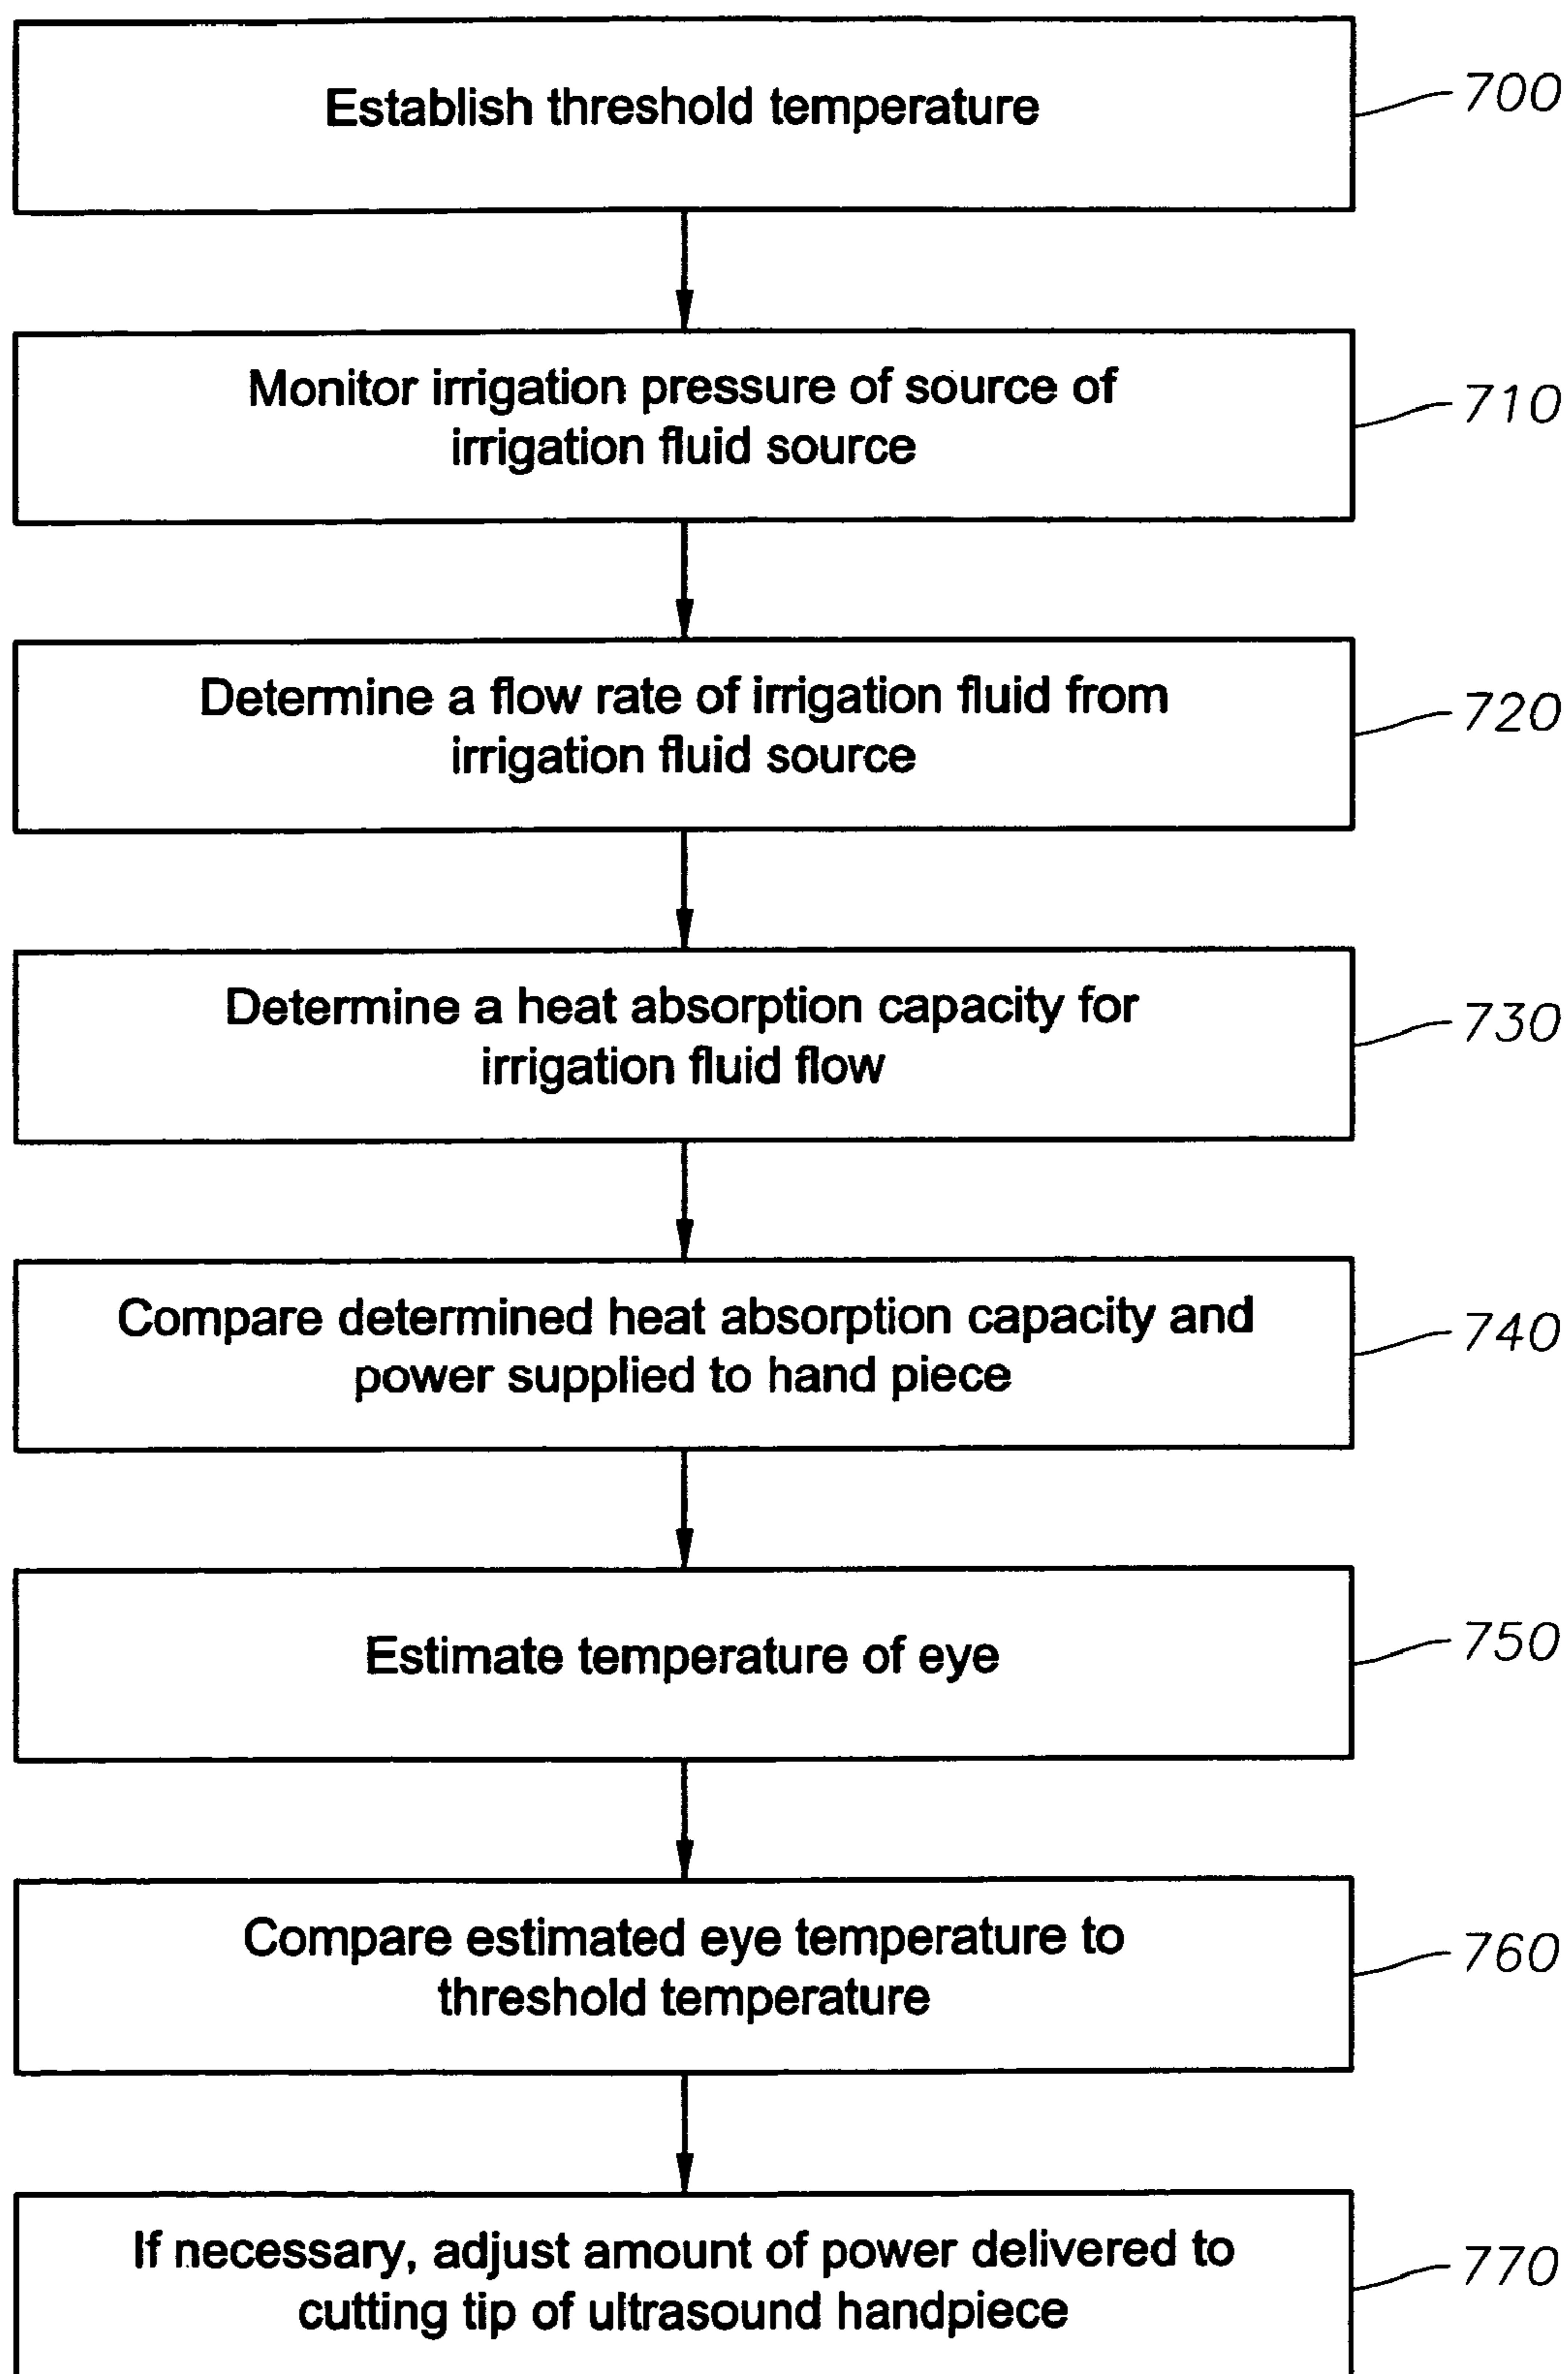 Establish threshold temperature
700
Monitor irrigation pressure of source of
irrigation fluid source
710
Determine a flow rate of irrigation fluid from
irrigation fluid source
720
Determine a heat absorption capacity for
irrigation fluid flow
730
Compare determined heat absorption capacity and
power supplied to hand piece
740
Estimate temperature of eye
750
Compare estimated eye temperature to
threshold temperature
760
If necessary, adjust amount of power delivered to
cutting tip of ultrasound handpiece
770